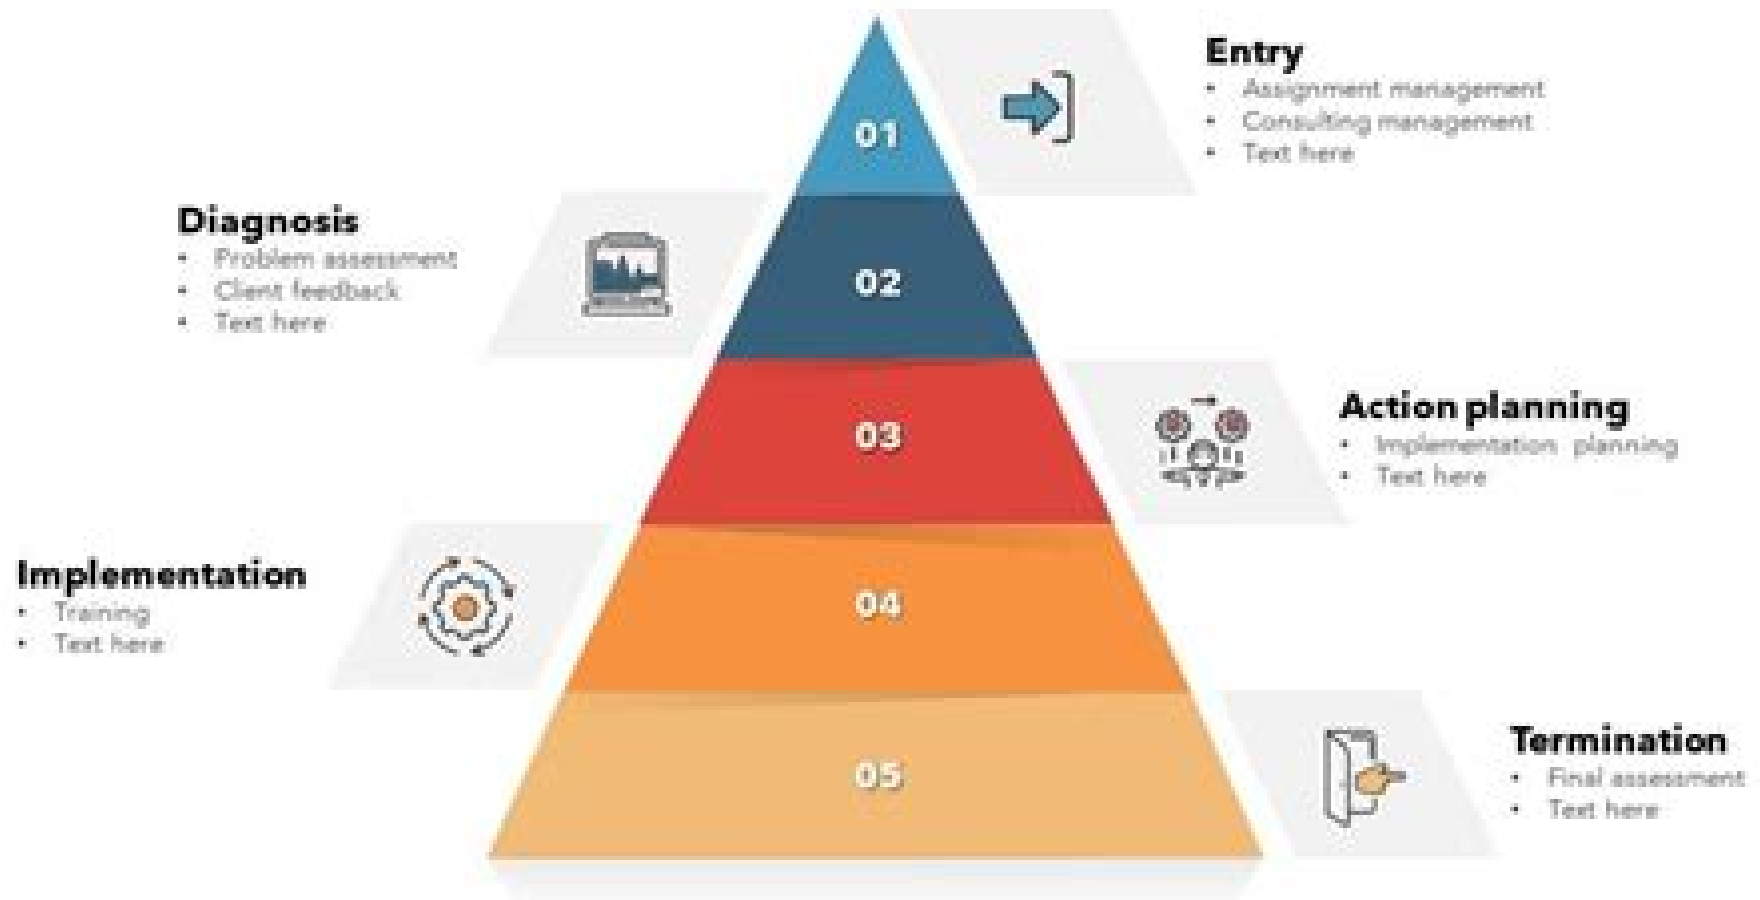 01
Entry
• Assignment management
• Consulting management
• Text here
Diagnosis
• Problem assessment
• Client feedback
• Text here
02
03
Action planning
• Implementation planning
• Text here
Implementation
• Training
• Text here
04
05
Termination
• Final assessment
• Text here